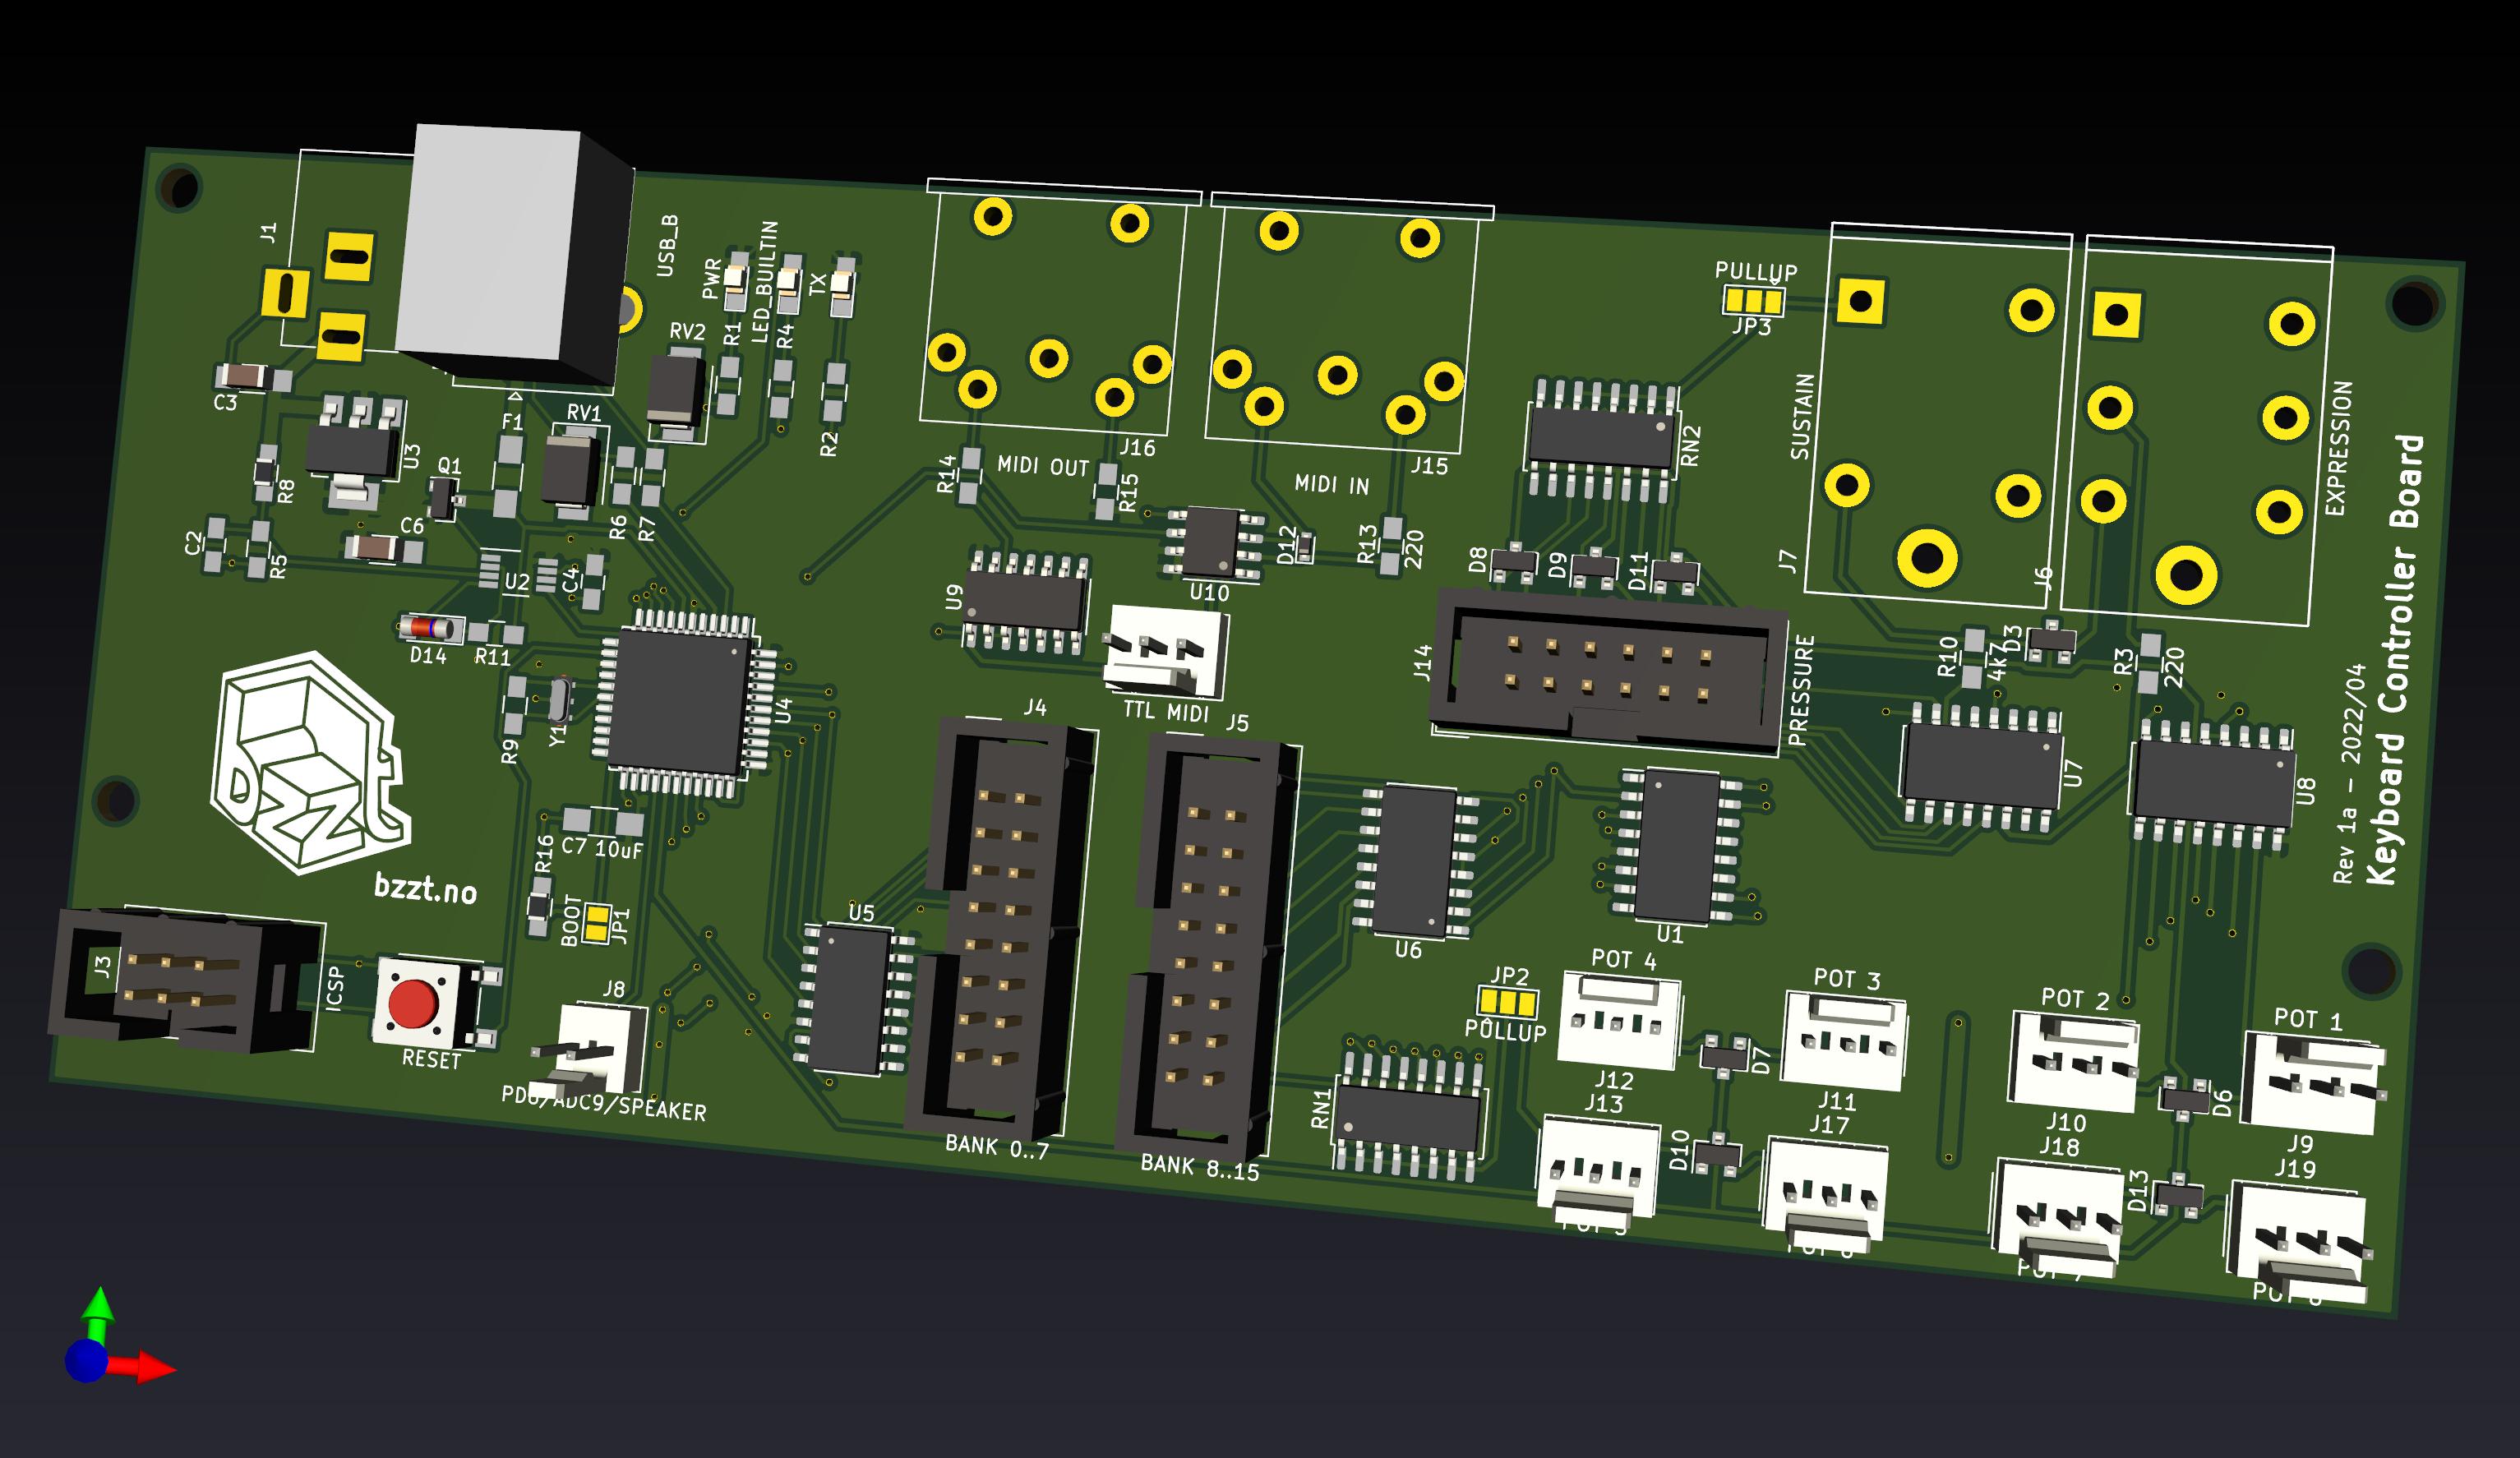 J1
USB_B
PWR
LED_BUILTIN
TX
R1
R4
R2
RV2
RV1
F1
C3
U3
Q1
R8
C6
R6
R7
C2
R5
U2
C4
D14
R11
R9
Y1
U4
C7 10uF
R16
BOOT
JP1
bzzt
bzzt.no
J3
ICSP
RESET
J8
PD6/ADC9/SPEAKER
J16
MIDI OUT
R14
R15
J15
MIDI IN
U9
U10
D12
R13
220
TTL MIDI
J4
J5
U5
BANK 0..7
BANK 8..15
PULLUP
JP3
RN2
SUSTAIN
J7
EXPRESSION
J6
D8
D9
D11
J14
PRESSURE
R10
4k7
D3
R3
220
U7
U8
Rev 1a - 2022/04
Keyboard Controller Board
U6
U1
JP2
PULLUP
RN1
POT 4
J12
J13
D7
D10
POT 3
J11
J17
POT 2
J10
J18
D6
D13
POT 1
J9
J19